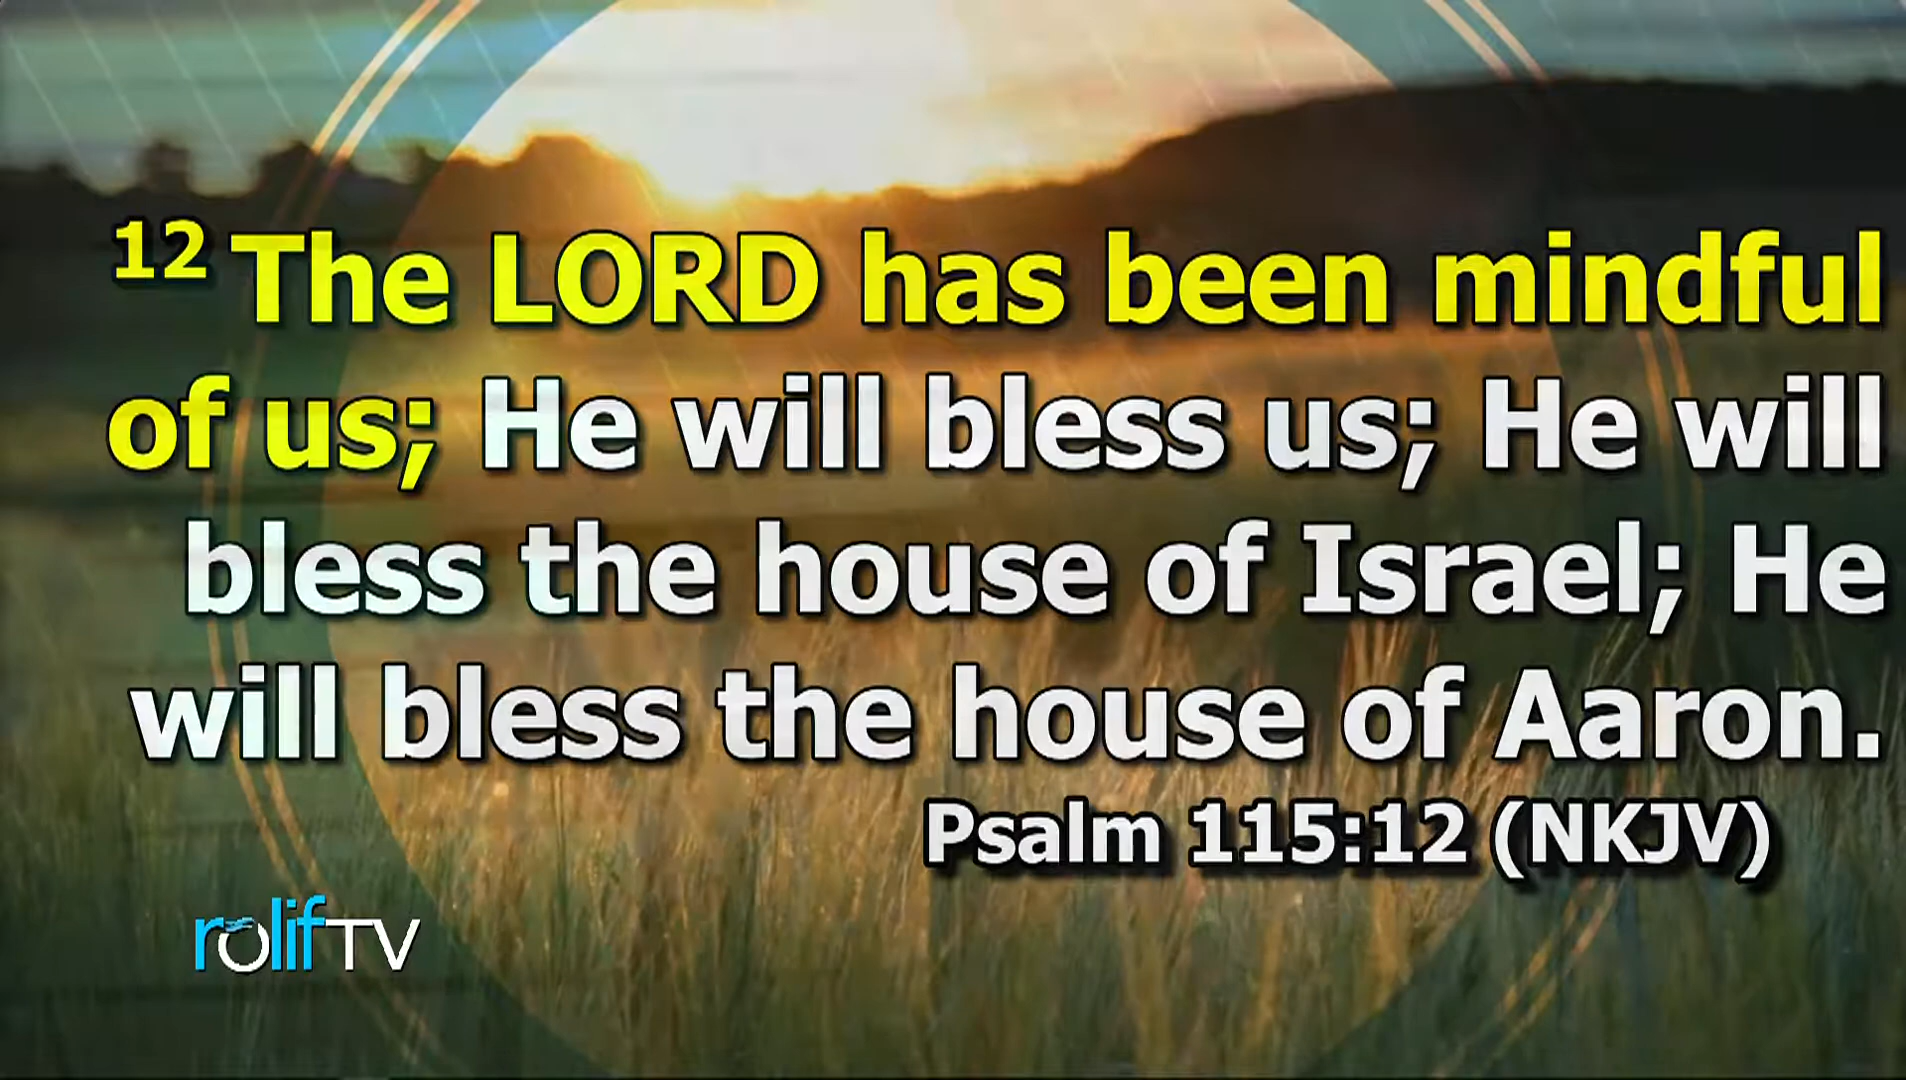 12 The LORD has been mindful
of us; He will bless us; He will
bless the house of Israel; He
will bless the house of Aaron.
Psalm 115:12 (NKJV)
rolifTV